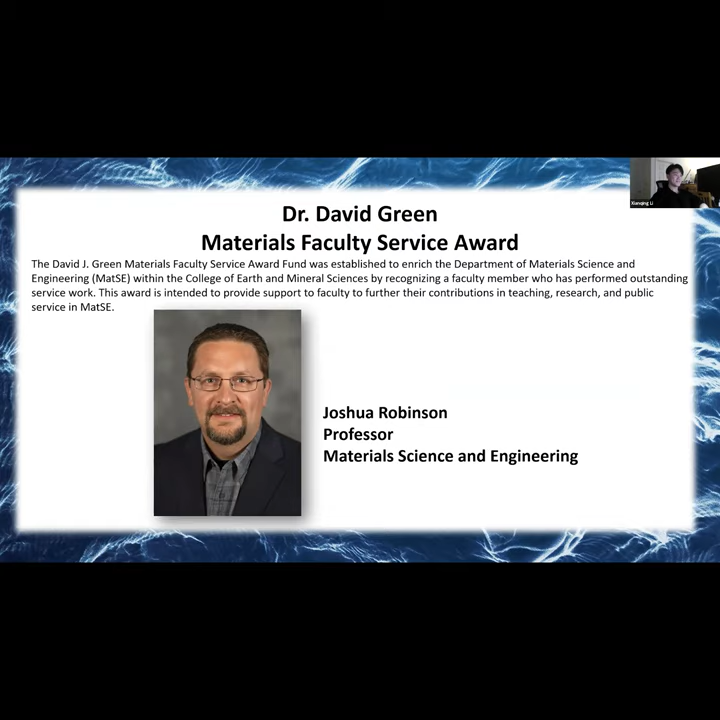 Dr. David Green
Materials Faculty Service Award
The David J. Green Materials Faculty Service Award Fund was established to enrich the Department of Materials Science and
Engineering (MatSE) within the College of Earth and Mineral Sciences by recognizing a faculty member who has performed outstanding
service work. This award is intended to provide support to faculty to further their contributions in teaching, research, and public
service in MatSE.
Joshua Robinson
Professor
Materials Science and Engineering
Xianqing Li